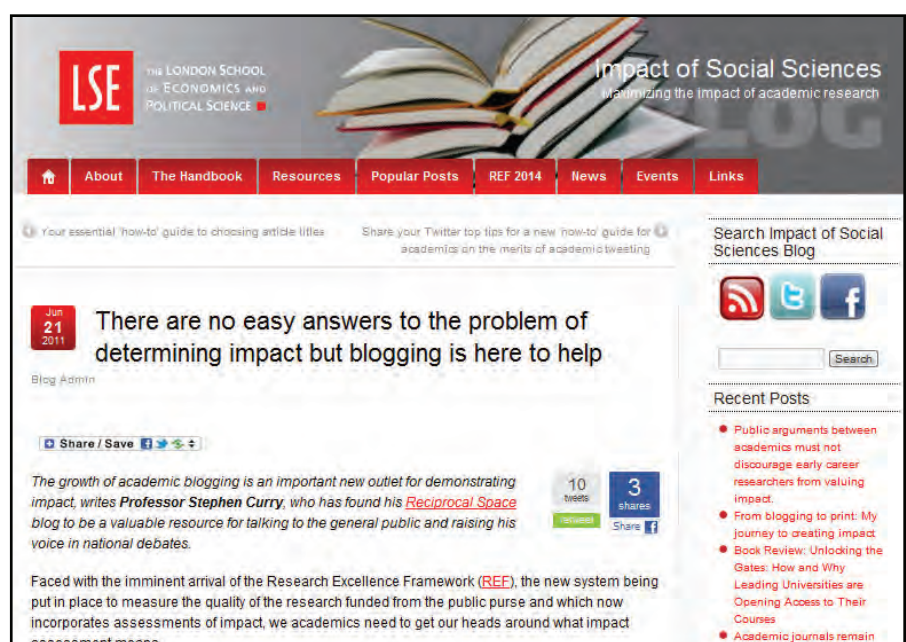 LSE
THE LONDON SCHOOL
OF ECONOMICS AND
POLITICAL SCIENCE
Impact of Social Sciences
Maximizing the impact of academic research
BLOG
About
The Handbook
Resources
Popular Posts
REF 2014
News
Events
Links
Your essential 'how-to' guide to choosing article titles
Share your Twitter top tips for a new 'how-to' guide for
academics on the merits of academic tweeting
Jun
21
2011
There are no easy answers to the problem of
determining impact but blogging is here to help
Blog Admin
Share / Save
The growth of academic blogging is an important new outlet for demonstrating
impact, writes Professor Stephen Curry, who has found his Reciprocal Space
blog to be a valuable resource for talking to the general public and raising his
voice in national debates.
10
tweets
retweet
3
shares
Share
Faced with the imminent arrival of the Research Excellence Framework (REF), the new system being
put in place to measure the quality of the research funded from the public purse and which now
incorporates assessments of impact, we academics need to get our heads around what impact
assessment means
Search Impact of Social
Sciences Blog
Search
Recent Posts
Public arguments between
academics must not
discourage early career
researchers from valuing
impact.
From blogging to print: My
journey to creating impact
Book Review: Unlocking the
Gates: How and Why
Leading Universities are
Opening Access to Their
Courses
Academic journals remain